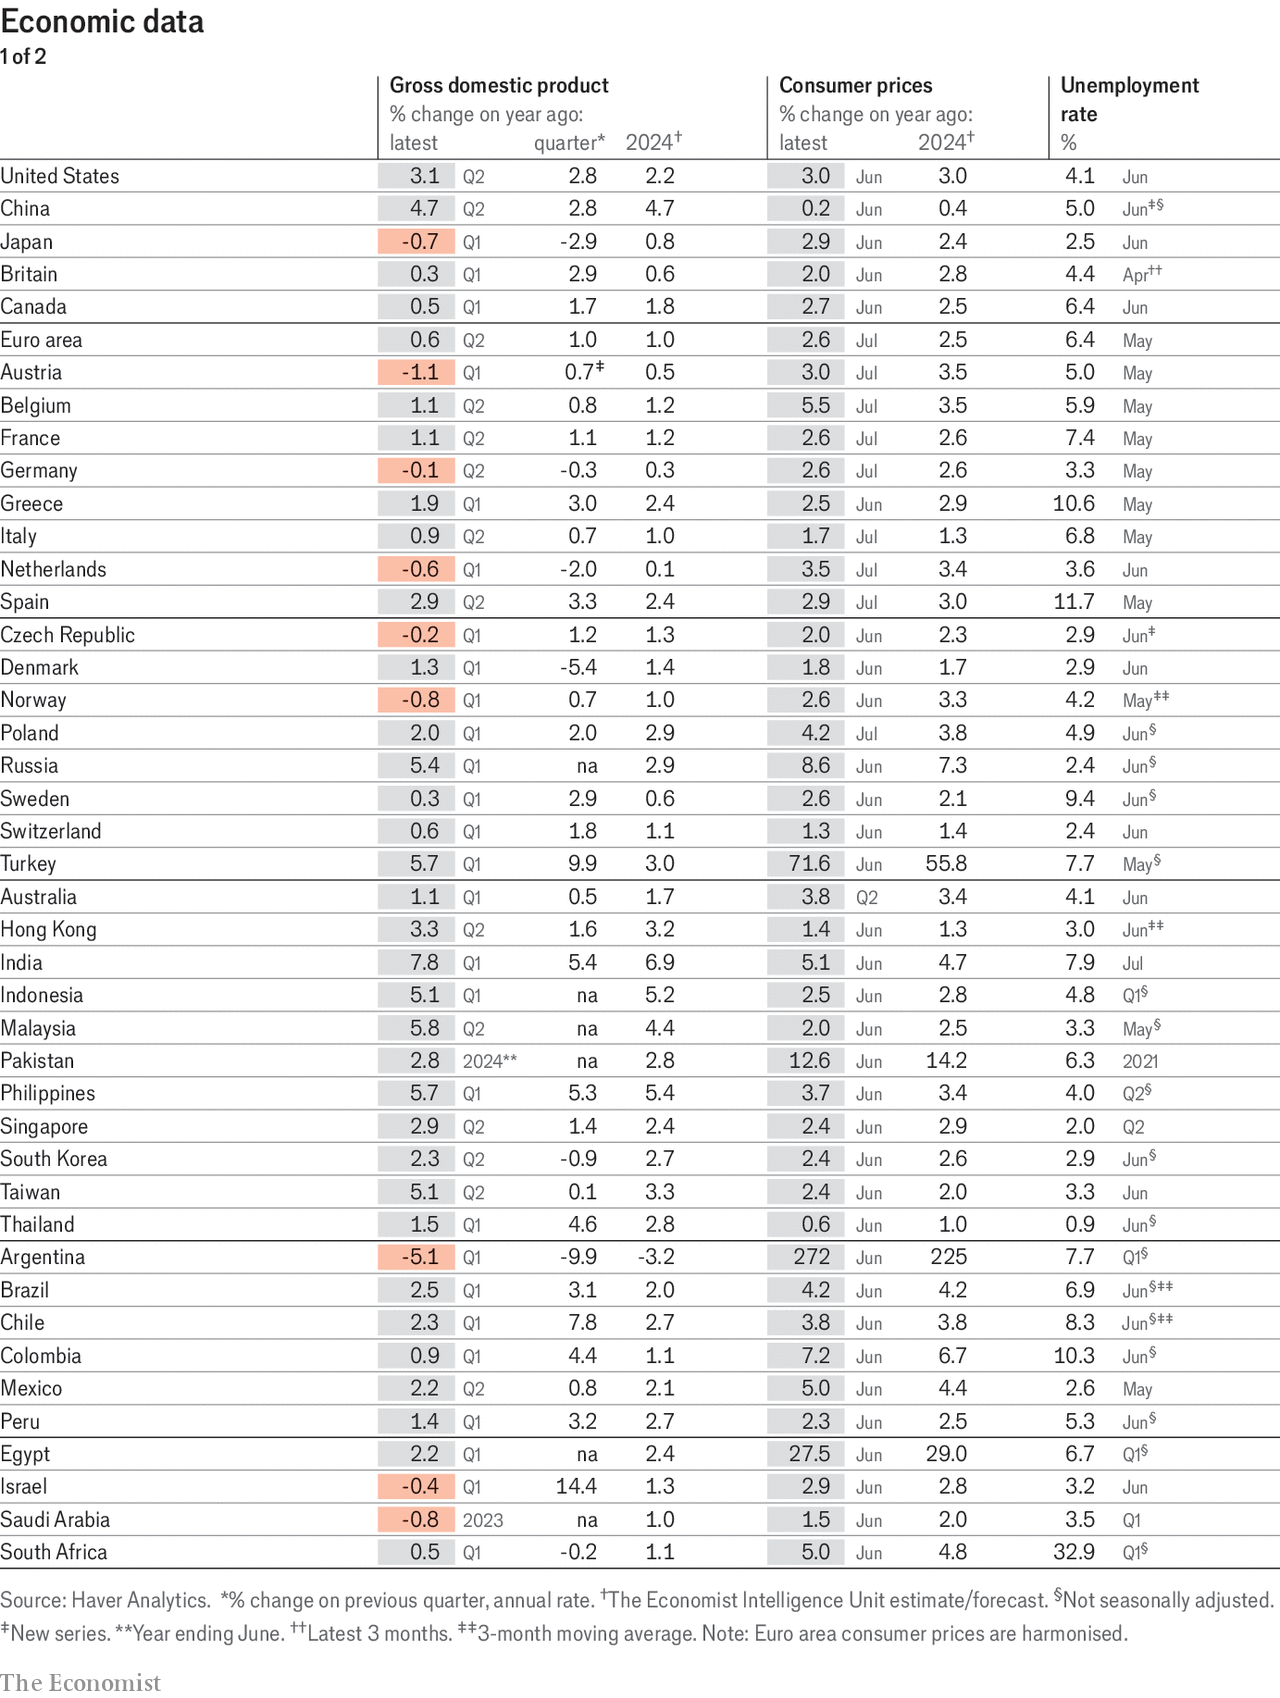 Economic data
1 of 2
Gross domestic product Consumer prices Unemployment
% change on year ago: % change on year ago: rate
latest quarter* 2024† latest 2024† %
United States 3.1 Q2 2.8 2.2 3.0 Jun 3.0 4.1 Jun
China 4.7 Q2 2.8 4.7 0.2 Jun 0.4 5.0 Jun‡§
Japan -0.7 Q1 -2.9 0.8 2.9 Jun 2.4 2.5 Jun
Britain 0.3 Q1 2.9 0.6 2.0 Jun 2.8 4.4 Apr††
Canada 0.5 Q1 1.7 1.8 2.7 Jun 2.5 6.4 Jun
Euro area 0.6 Q2 1.0 1.0 2.6 Jul 2.5 6.4 May
Austria -1.1 Q1 0.7‡ 0.5 3.0 Jul 3.5 5.0 May
Belgium 1.1 Q2 0.8 1.2 5.5 Jul 3.5 5.9 May
France 1.1 Q2 1.1 1.2 2.6 Jul 2.6 7.4 May
Germany -0.1 Q2 -0.3 0.3 2.6 Jul 2.6 3.3 May
Greece 1.9 Q1 3.0 2.4 2.5 Jun 2.9 10.6 May
Italy 0.9 Q2 0.7 1.0 1.7 Jul 1.3 6.8 May
Netherlands -0.6 Q1 -2.0 0.1 3.5 Jul 3.4 3.6 Jun
Spain 2.9 Q2 3.3 2.4 2.9 Jul 3.0 11.7 May
Czech Republic -0.2 Q1 1.2 1.3 2.0 Jun 2.3 2.9 Jun‡
Denmark 1.3 Q1 -5.4 1.4 1.8 Jun 1.7 2.9 Jun
Norway -0.8 Q1 0.7 1.0 2.6 Jun 3.3 4.2 May‡‡
Poland 2.0 Q1 2.0 2.9 4.2 Jul 3.8 4.9 Jun§
Russia 5.4 Q1 na 2.9 8.6 Jun 7.3 2.4 Jun§
Sweden 0.3 Q1 2.9 0.6 2.6 Jun 2.1 9.4 Jun§
Switzerland 0.6 Q1 1.8 1.1 1.3 Jun 1.4 2.4 Jun
Turkey 5.7 Q1 9.9 3.0 71.6 Jun 55.8 7.7 May§
Australia 1.1 Q1 0.5 1.7 3.8 Q2 3.4 4.1 Jun
Hong Kong 3.3 Q2 1.6 3.2 1.4 Jun 1.3 3.0 Jun‡‡
India 7.8 Q1 5.4 6.9 5.1 Jun 4.7 7.9 Jul
Indonesia 5.1 Q1 na 5.2 2.5 Jun 2.8 4.8 Q1§
Malaysia 5.8 Q2 na 4.4 2.0 Jun 2.5 3.3 May§
Pakistan 2.8 2024** na 2.8 12.6 Jun 14.2 6.3 2021
Philippines 5.7 Q1 5.3 5.4 3.7 Jun 3.4 4.0 Q2§
Singapore 2.9 Q2 1.4 2.4 2.4 Jun 2.9 2.0 Q2
South Korea 2.3 Q2 -0.9 2.7 2.4 Jun 2.6 2.9 Jun§
Taiwan 5.1 Q2 0.1 3.3 2.4 Jun 2.0 3.3 Jun
Thailand 1.5 Q1 4.6 2.8 0.6 Jun 1.0 0.9 Jun§
Argentina -5.1 Q1 -9.9 -3.2 272 Jun 225 7.7 Q1§
Brazil 2.5 Q1 3.1 2.0 4.2 Jun 4.2 6.9 Jun§‡‡
Chile 2.3 Q1 7.8 2.7 3.8 Jun 3.8 8.3 Jun§‡‡
Colombia 0.9 Q1 4.4 1.1 7.2 Jun 6.7 10.3 Jun§
Mexico 2.2 Q2 0.8 2.1 5.0 Jun 4.4 2.6 May
Peru 1.4 Q1 3.2 2.7 2.3 Jun 2.5 5.3 Jun§
Egypt 2.2 Q1 na 2.4 27.5 Jun 29.0 6.7 Q1§
Israel -0.4 Q1 14.4 1.3 2.9 Jun 2.8 3.2 Jun
Saudi Arabia -0.8 2023 na 1.0 1.5 Jun 2.0 3.5 Q1
South Africa 0.5 Q1 -0.2 1.1 5.0 Jun 4.8 32.9 Q1§
Source: Haver Analytics. *% change on previous quarter, annual rate. †The Economist Intelligence Unit estimate/forecast. §Not seasonally adjusted.
‡New series. **Year ending June. ††Latest 3 months. ‡‡3-month moving average. Note: Euro area consumer prices are harmonised.
The Economist